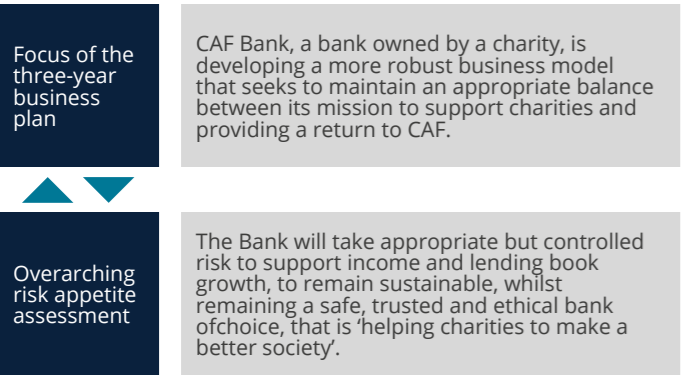 Focus of the
three-year
business
plan
CAF Bank, a bank owned by a charity, is
developing a more robust business model
that seeks to maintain an appropriate balance
between its mission to support charities and
providing a return to CAF.
Overarching
risk appetite
assessment
The Bank will take appropriate but controlled
risk to support income and lending book
growth, to remain sustainable, whilst
remaining a safe, trusted and ethical bank
ofchoice, that is ‘helping charities to make a
better society’.